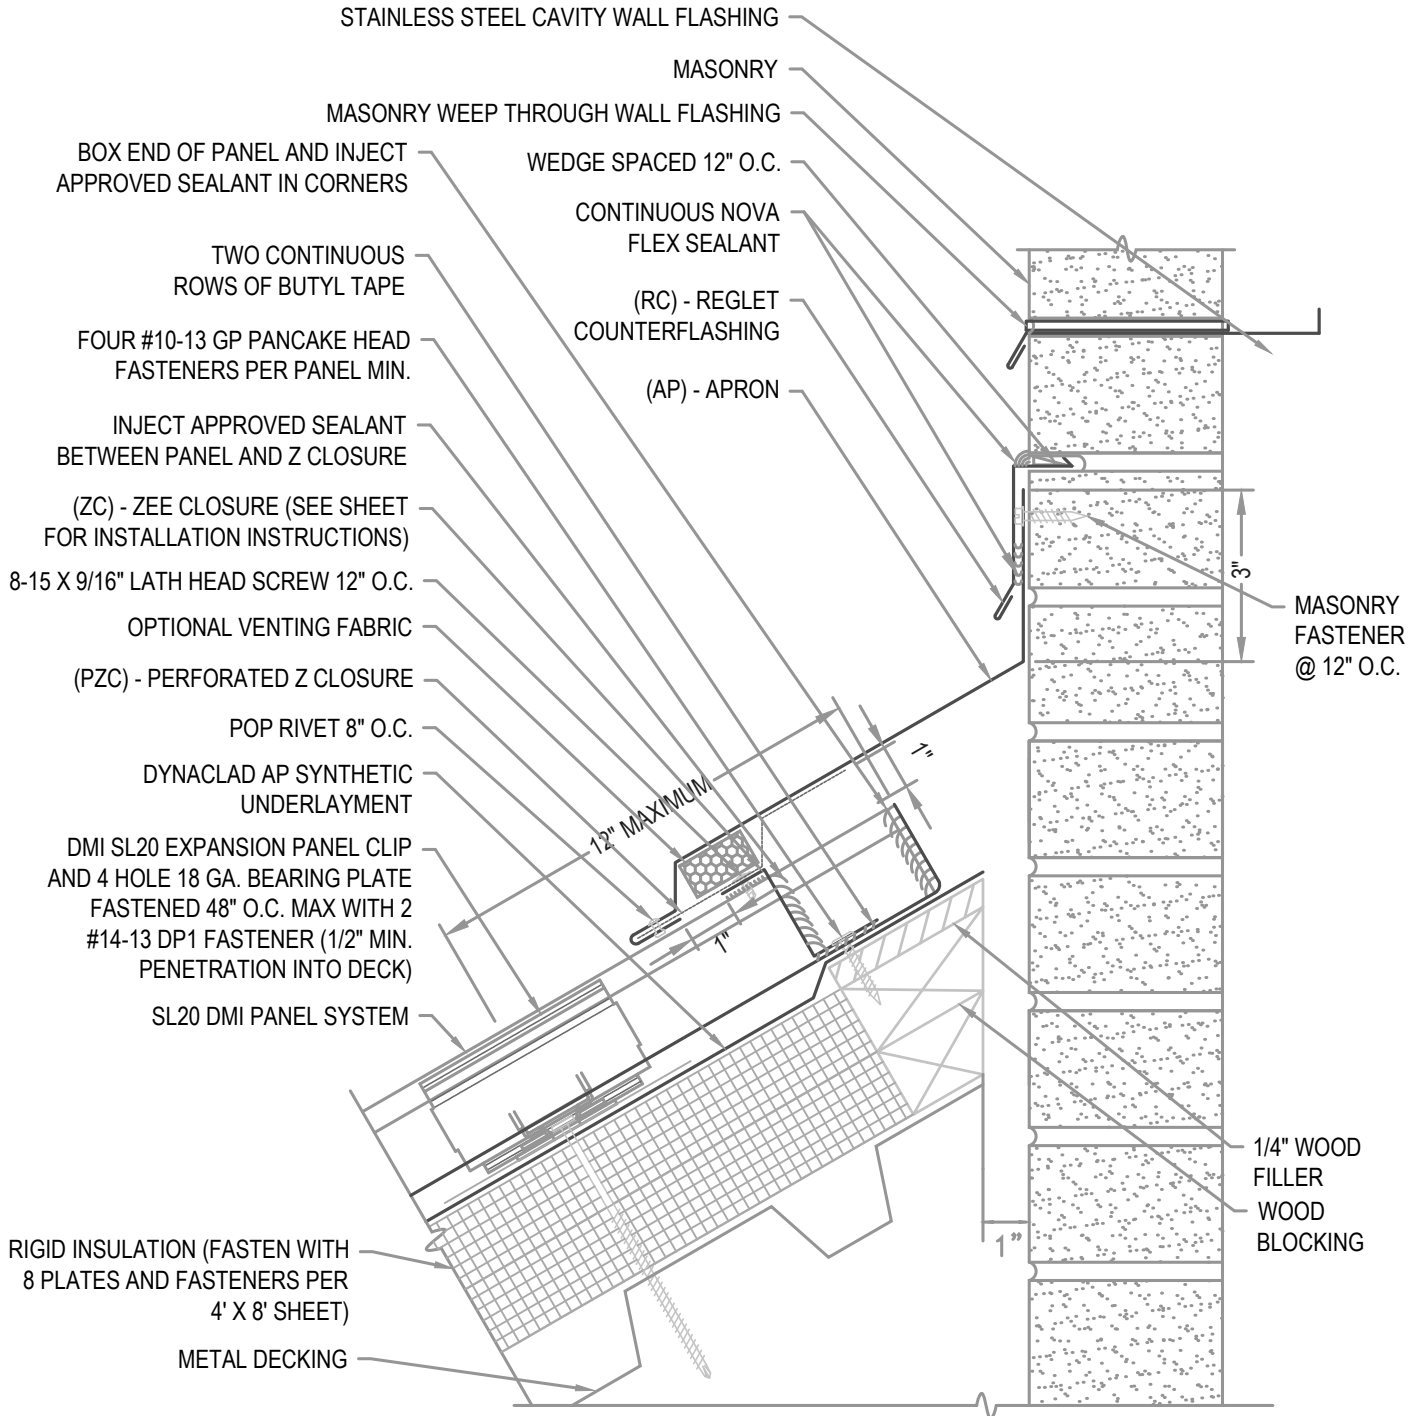 STAINLESS STEEL CAVITY WALL FLASHING
MASONRY
MASONRY WEEP THROUGH WALL FLASHING
BOX END OF PANEL AND INJECT
APPROVED SEALANT IN CORNERS
WEDGE SPACED 12" O.C.
CONTINUOUS NOVA
FLEX SEALANT
TWO CONTINUOUS
ROWS OF BUTYL TAPE
(RC) - REGLET
COUNTERFLASHING
FOUR #10-13 GP PANCAKE HEAD
FASTENERS PER PANEL MIN.
(AP) - APRON
INJECT APPROVED SEALANT
BETWEEN PANEL AND Z CLOSURE
(ZC) - ZEE CLOSURE (SEE SHEET
FOR INSTALLATION INSTRUCTIONS)
8-15 X 9/16" LATH HEAD SCREW 12" O.C.
OPTIONAL VENTING FABRIC
(PZC) - PERFORATED Z CLOSURE
POP RIVET 8" O.C.
DYNACLAD AP SYNTHETIC
UNDERLAYMENT
DMI SL20 EXPANSION PANEL CLIP
AND 4 HOLE 18 GA. BEARING PLATE
FASTENED 48" O.C. MAX WITH 2
#14-13 DP1 FASTENER (1/2" MIN.
PENETRATION INTO DECK)
SL20 DMI PANEL SYSTEM
RIGID INSULATION (FASTEN WITH
8 PLATES AND FASTENERS PER
4' X 8' SHEET)
METAL DECKING
3"
MASONRY
FASTENER
@ 12" O.C.
1"
12" MAXIMUM
1"
1/4" WOOD
FILLER
WOOD
BLOCKING
1"